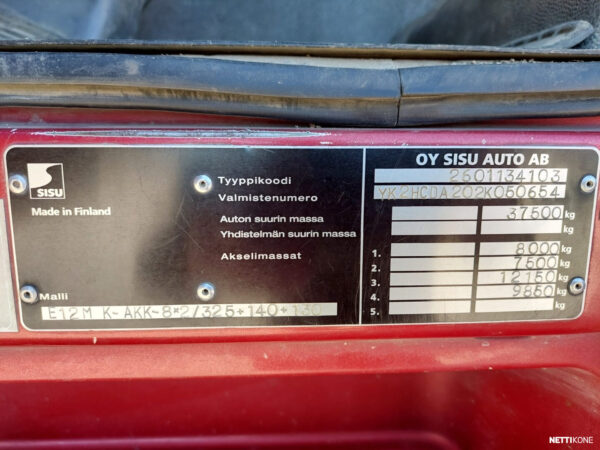 OY SISU AUTO AB
SISU
Made in Finland
Tyyppikoodi 2601134103
Valmistenumero YK2HCDA202K050654
Auton suurin massa 37500 kg
Yhdistelmän suurin massa kg
Akselimassat 1. 8000 kg
2. 7500 kg
3. 12150 kg
4. 9850 kg
5. kg
Malli
E12M K-AKK-8*2/325+140+130
NETTIKONE